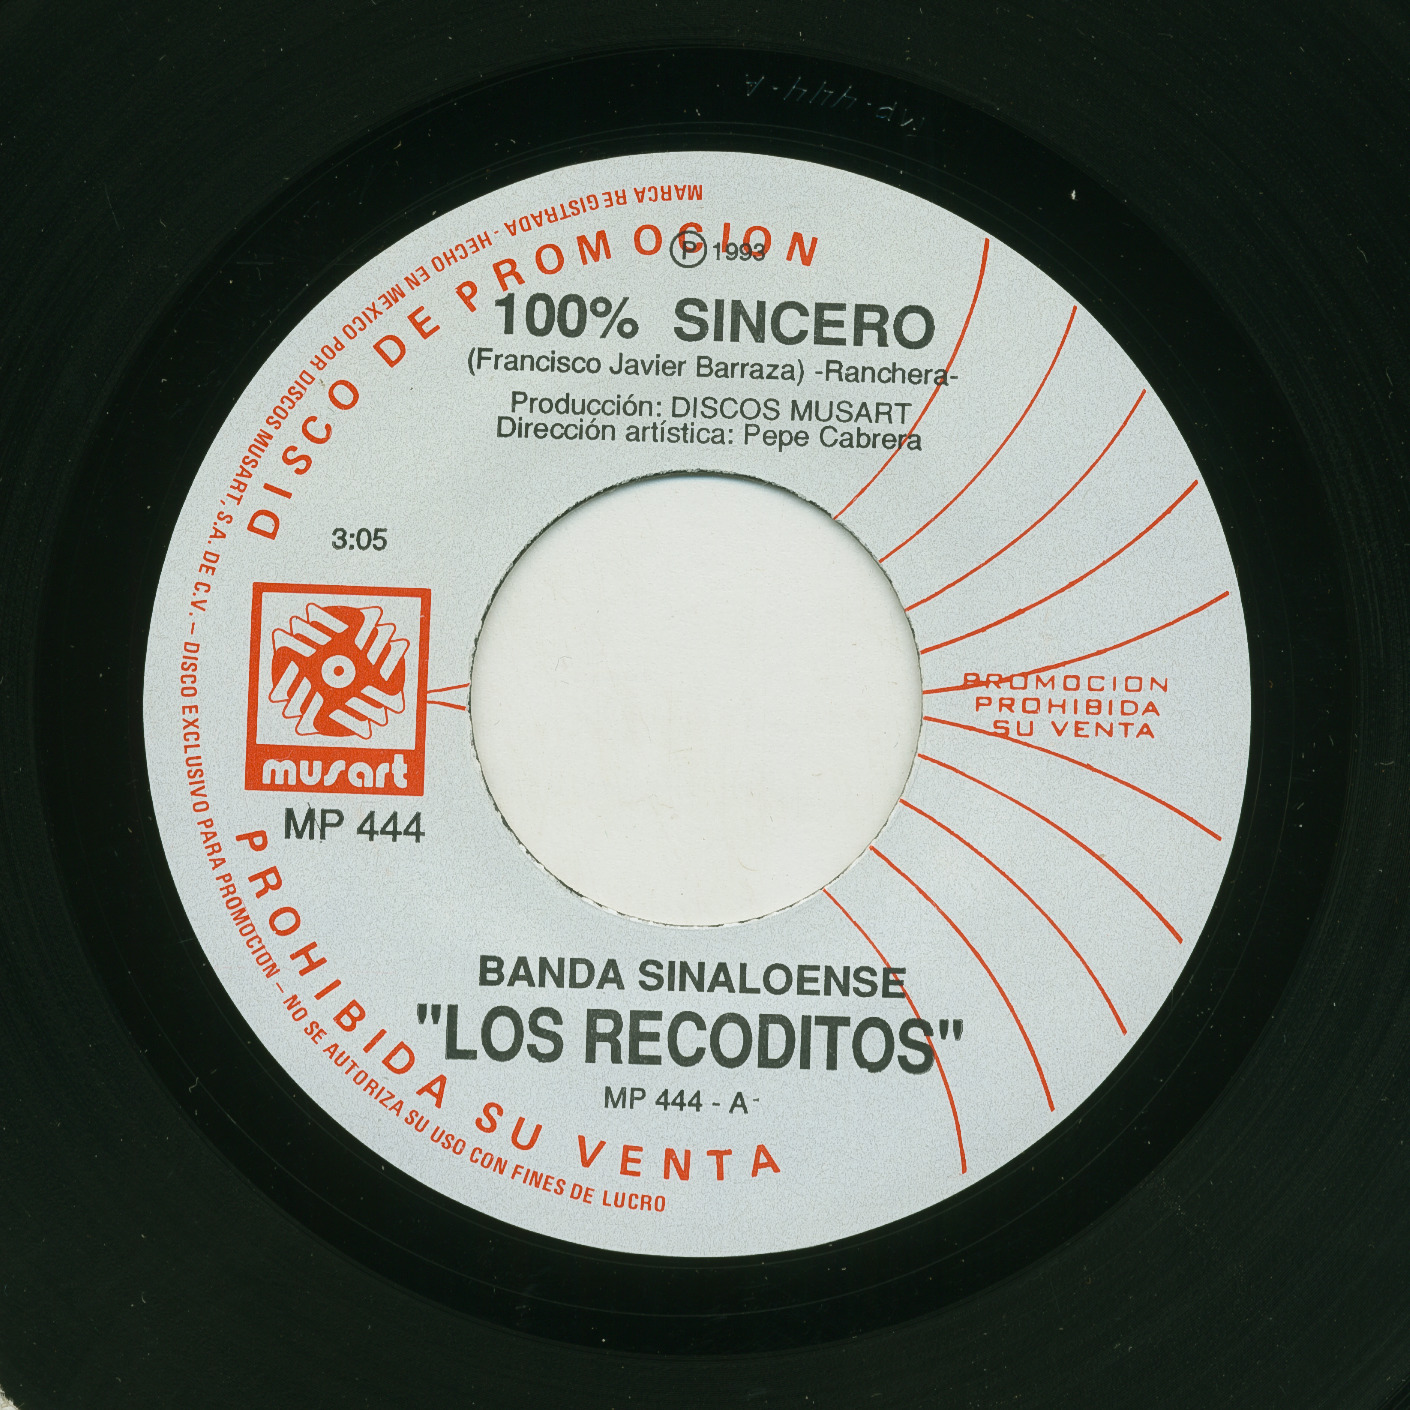 MP-444-A
MARCA REGISTRADA - HECHO EN MEXICO POR DISCOS MUSART, S.A. DE C.V. — DISCO EXCLUSIVO PARA PROMOCION — NO SE AUTORIZA SU USO CON FINES DE LUCRO
DISCO DE PROMOCION
Ⓟ 1993
100% SINCERO
(Francisco Javier Barraza) -Ranchera-
Producción: DISCOS MUSART
Dirección artística: Pepe Cabrera
3:05
musart
MP 444
PROMOCION
PROHIBIDA
SU VENTA
PROHIBIDA SU VENTA
BANDA SINALOENSE
"LOS RECODITOS"
MP 444 - A